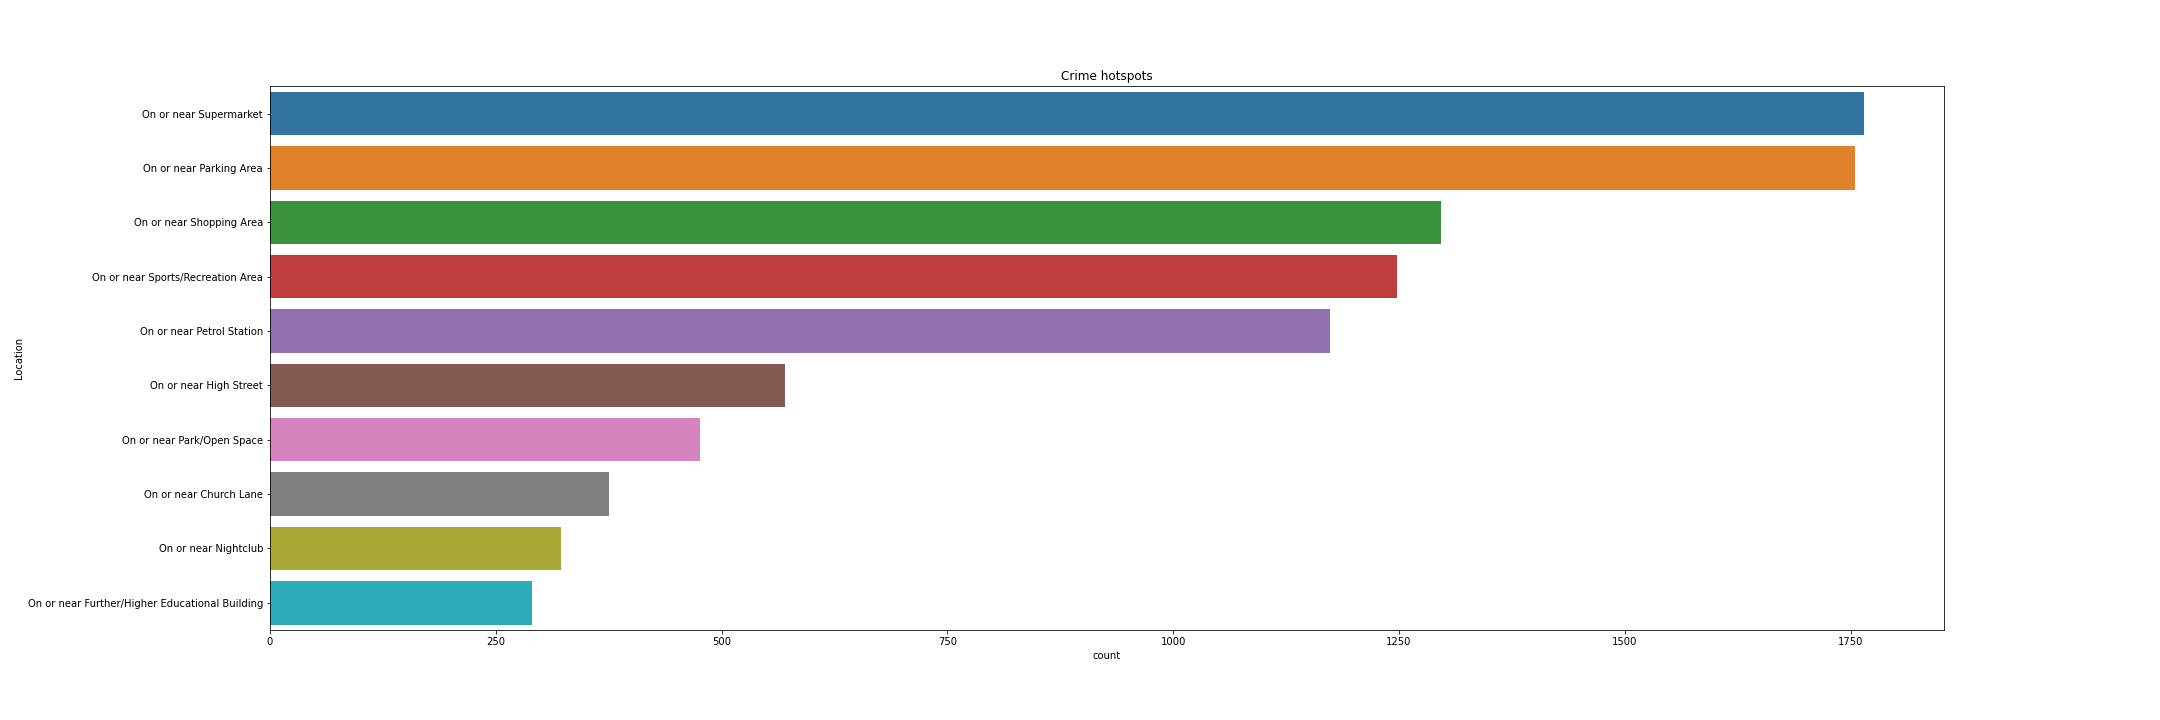 Crime hotspots
On or near Supermarket
On or near Parking Area
On or near Shopping Area
On or near Sports/Recreation Area
On or near Petrol Station
On or near High Street
On or near Park/Open Space
On or near Church Lane
On or near Nightclub
On or near Further/Higher Educational Building
Location
0 250 500 750 1000 1250 1500 1750
count